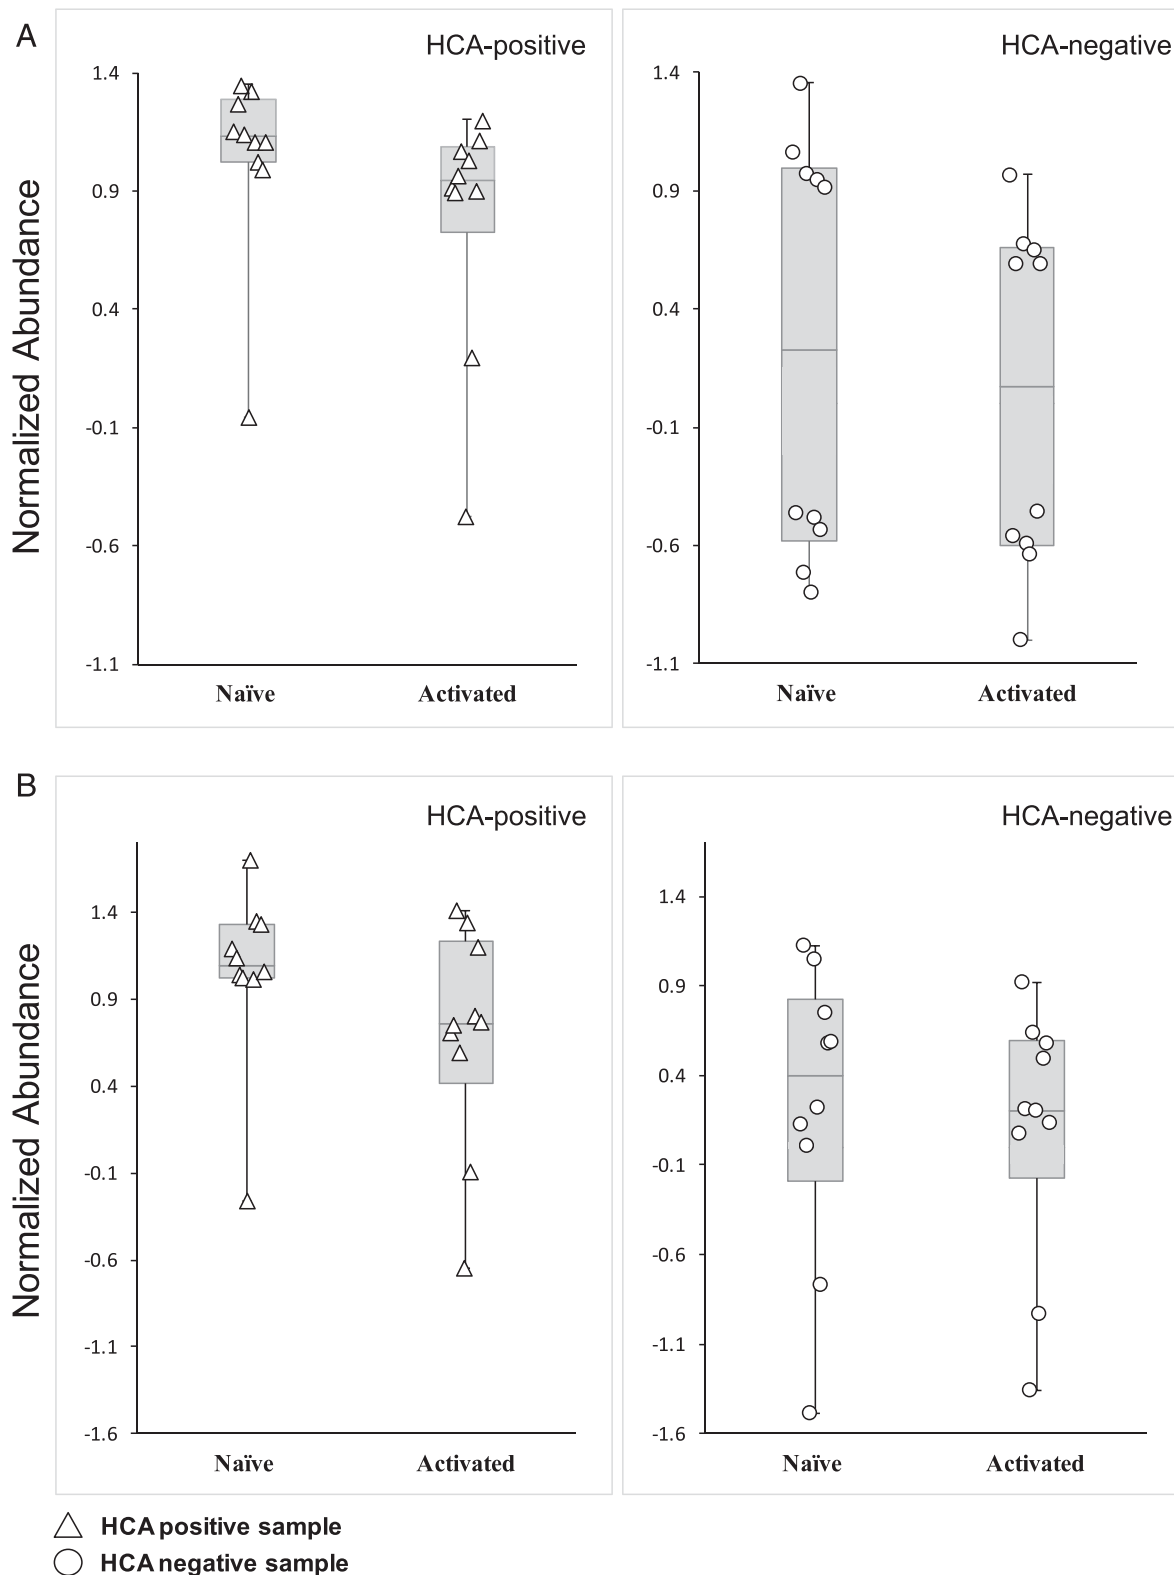 A
HCA-positive
HCA-negative
Normalized Abundance
1.4
0.9
0.4
-0.1
-0.6
-1.1
Naïve
Activated
1.4
0.9
0.4
-0.1
-0.6
-1.1
Naïve
Activated
B
HCA-positive
HCA-negative
Normalized Abundance
1.4
0.9
0.4
-0.1
-0.6
-1.1
-1.6
Naïve
Activated
1.4
0.9
0.4
-0.1
-0.6
-1.1
-1.6
Naïve
Activated
HCA positive sample
HCA negative sample